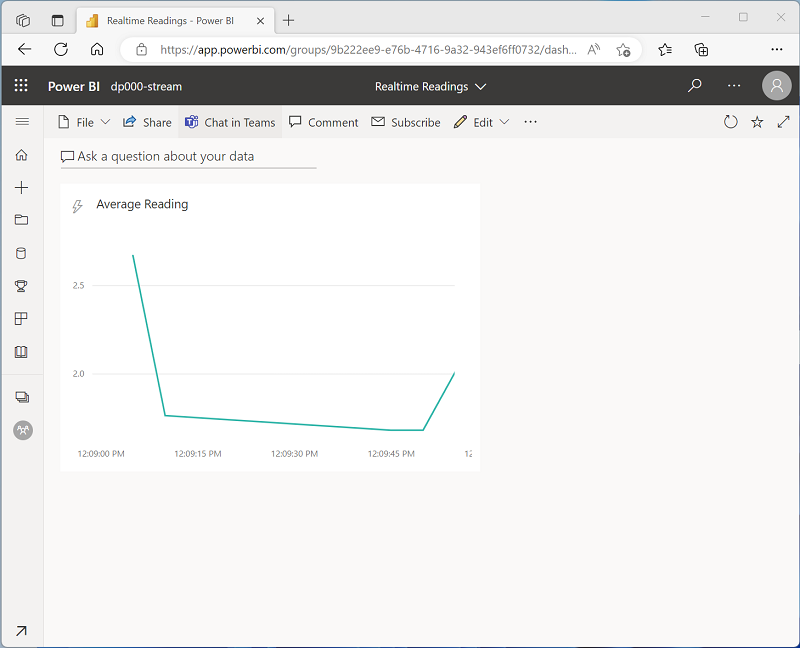 Realtime Readings - Power BI
https://app.powerbi.com/groups/9b222ee9-e76b-4716-9a32-943ef6ff0732/dash...
Power BI dp000-stream Realtime Readings
File Share Chat in Teams Comment Subscribe Edit
Ask a question about your data
Average Reading
2.5
2.0
12:09:00 PM 12:09:15 PM 12:09:30 PM 12:09:45 PM 12